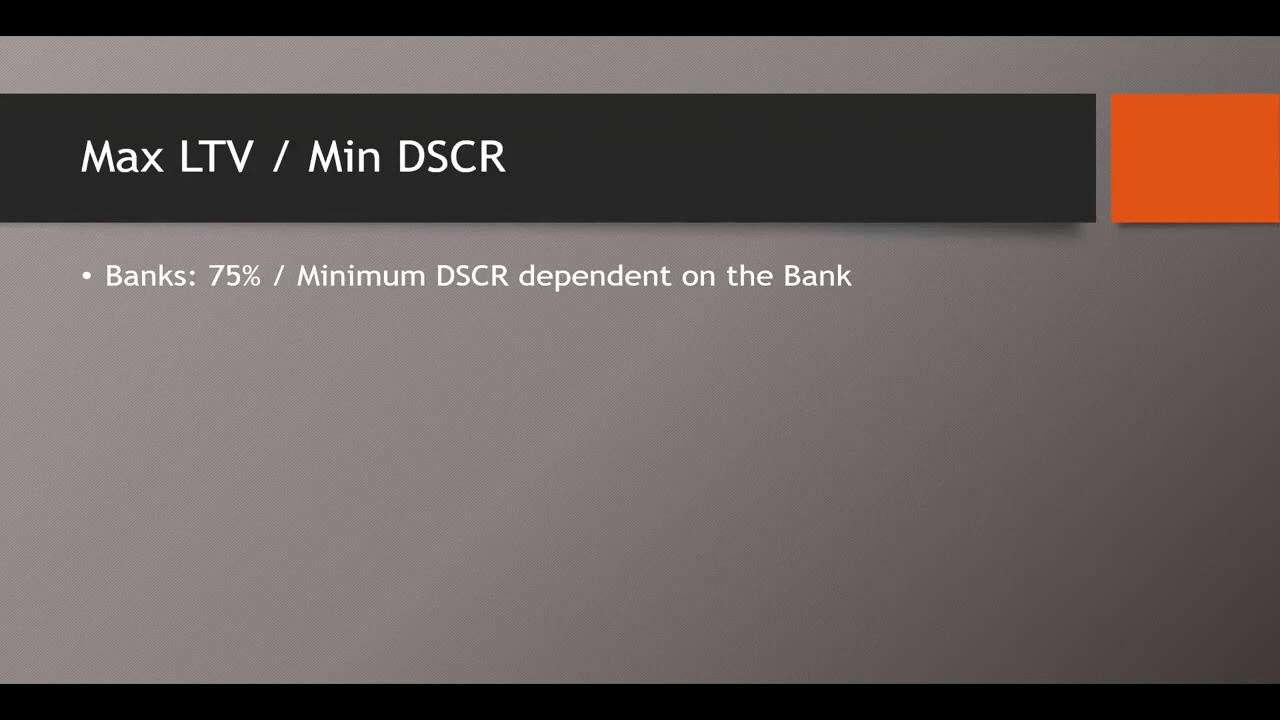 Max LTV / Min DSCR
• Banks: 75% / Minimum DSCR dependent on the Bank